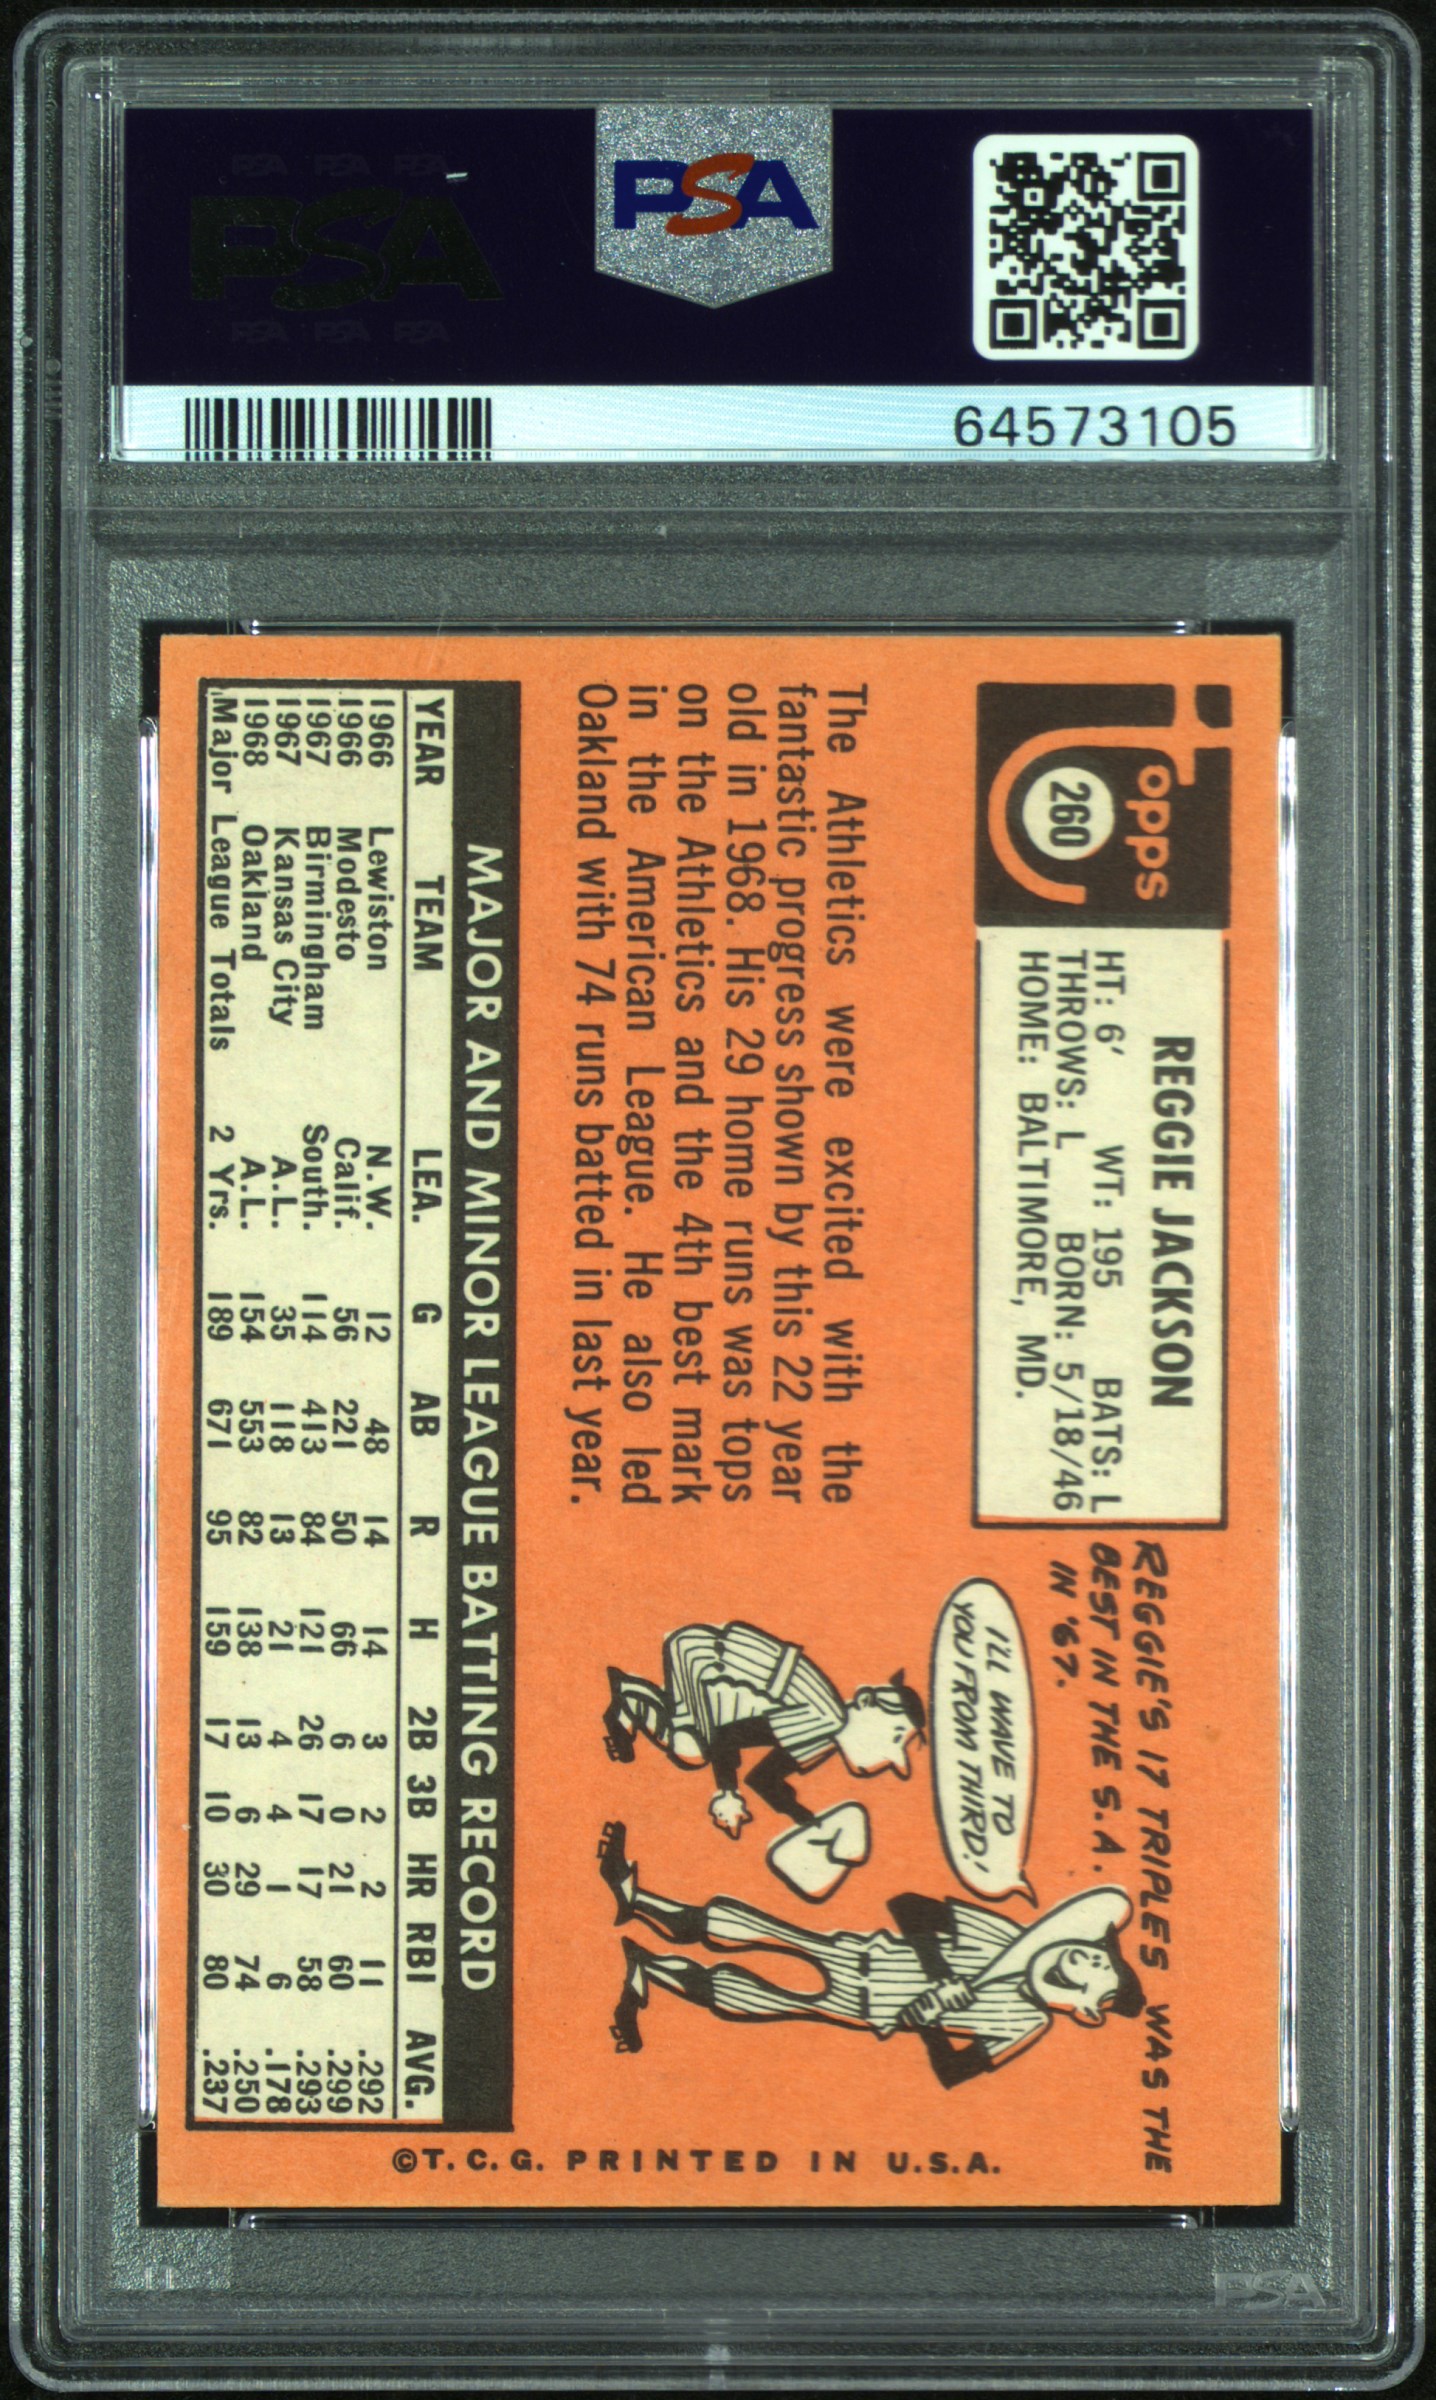 PSA PSA PSA
PSA
PSA PSA PSA
PSA
64573105
Topps
260
REGGIE JACKSON
HT: 6' WT: 195 BATS: L
THROWS: L BORN: 5/18/46
HOME: BALTIMORE, MD.
The Athletics were excited with the
fantastic progress shown by this 22 year
old in 1968. His 29 home runs was tops
on the Athletics and the 4th best mark
in the American League. He also led
Oakland with 74 runs batted in last year.
REGGIE'S 17 TRIPLES WAS THE
BEST IN THE S.A.
IN '67.
I'LL WAVE TO
YOU FROM THIRD!
MAJOR AND MINOR LEAGUE BATTING RECORD
YEAR TEAM LEA. G AB R H 2B 3B HR RBI AVG.
1966 Lewiston N.W. 12 48 14 14 3 2 2 11 .292
1966 Modesto Calif. 56 221 50 66 6 0 21 60 .299
1967 Birmingham South. 114 413 84 121 26 17 17 58 .293
1967 Kansas City A.L. 35 118 13 21 4 4 1 6 .178
1968 Oakland A.L. 154 553 82 138 13 6 29 74 .250
Major League Totals 2 Yrs. 189 671 95 159 17 10 30 80 .237
©T.C.G. PRINTED IN U.S.A.
PSA